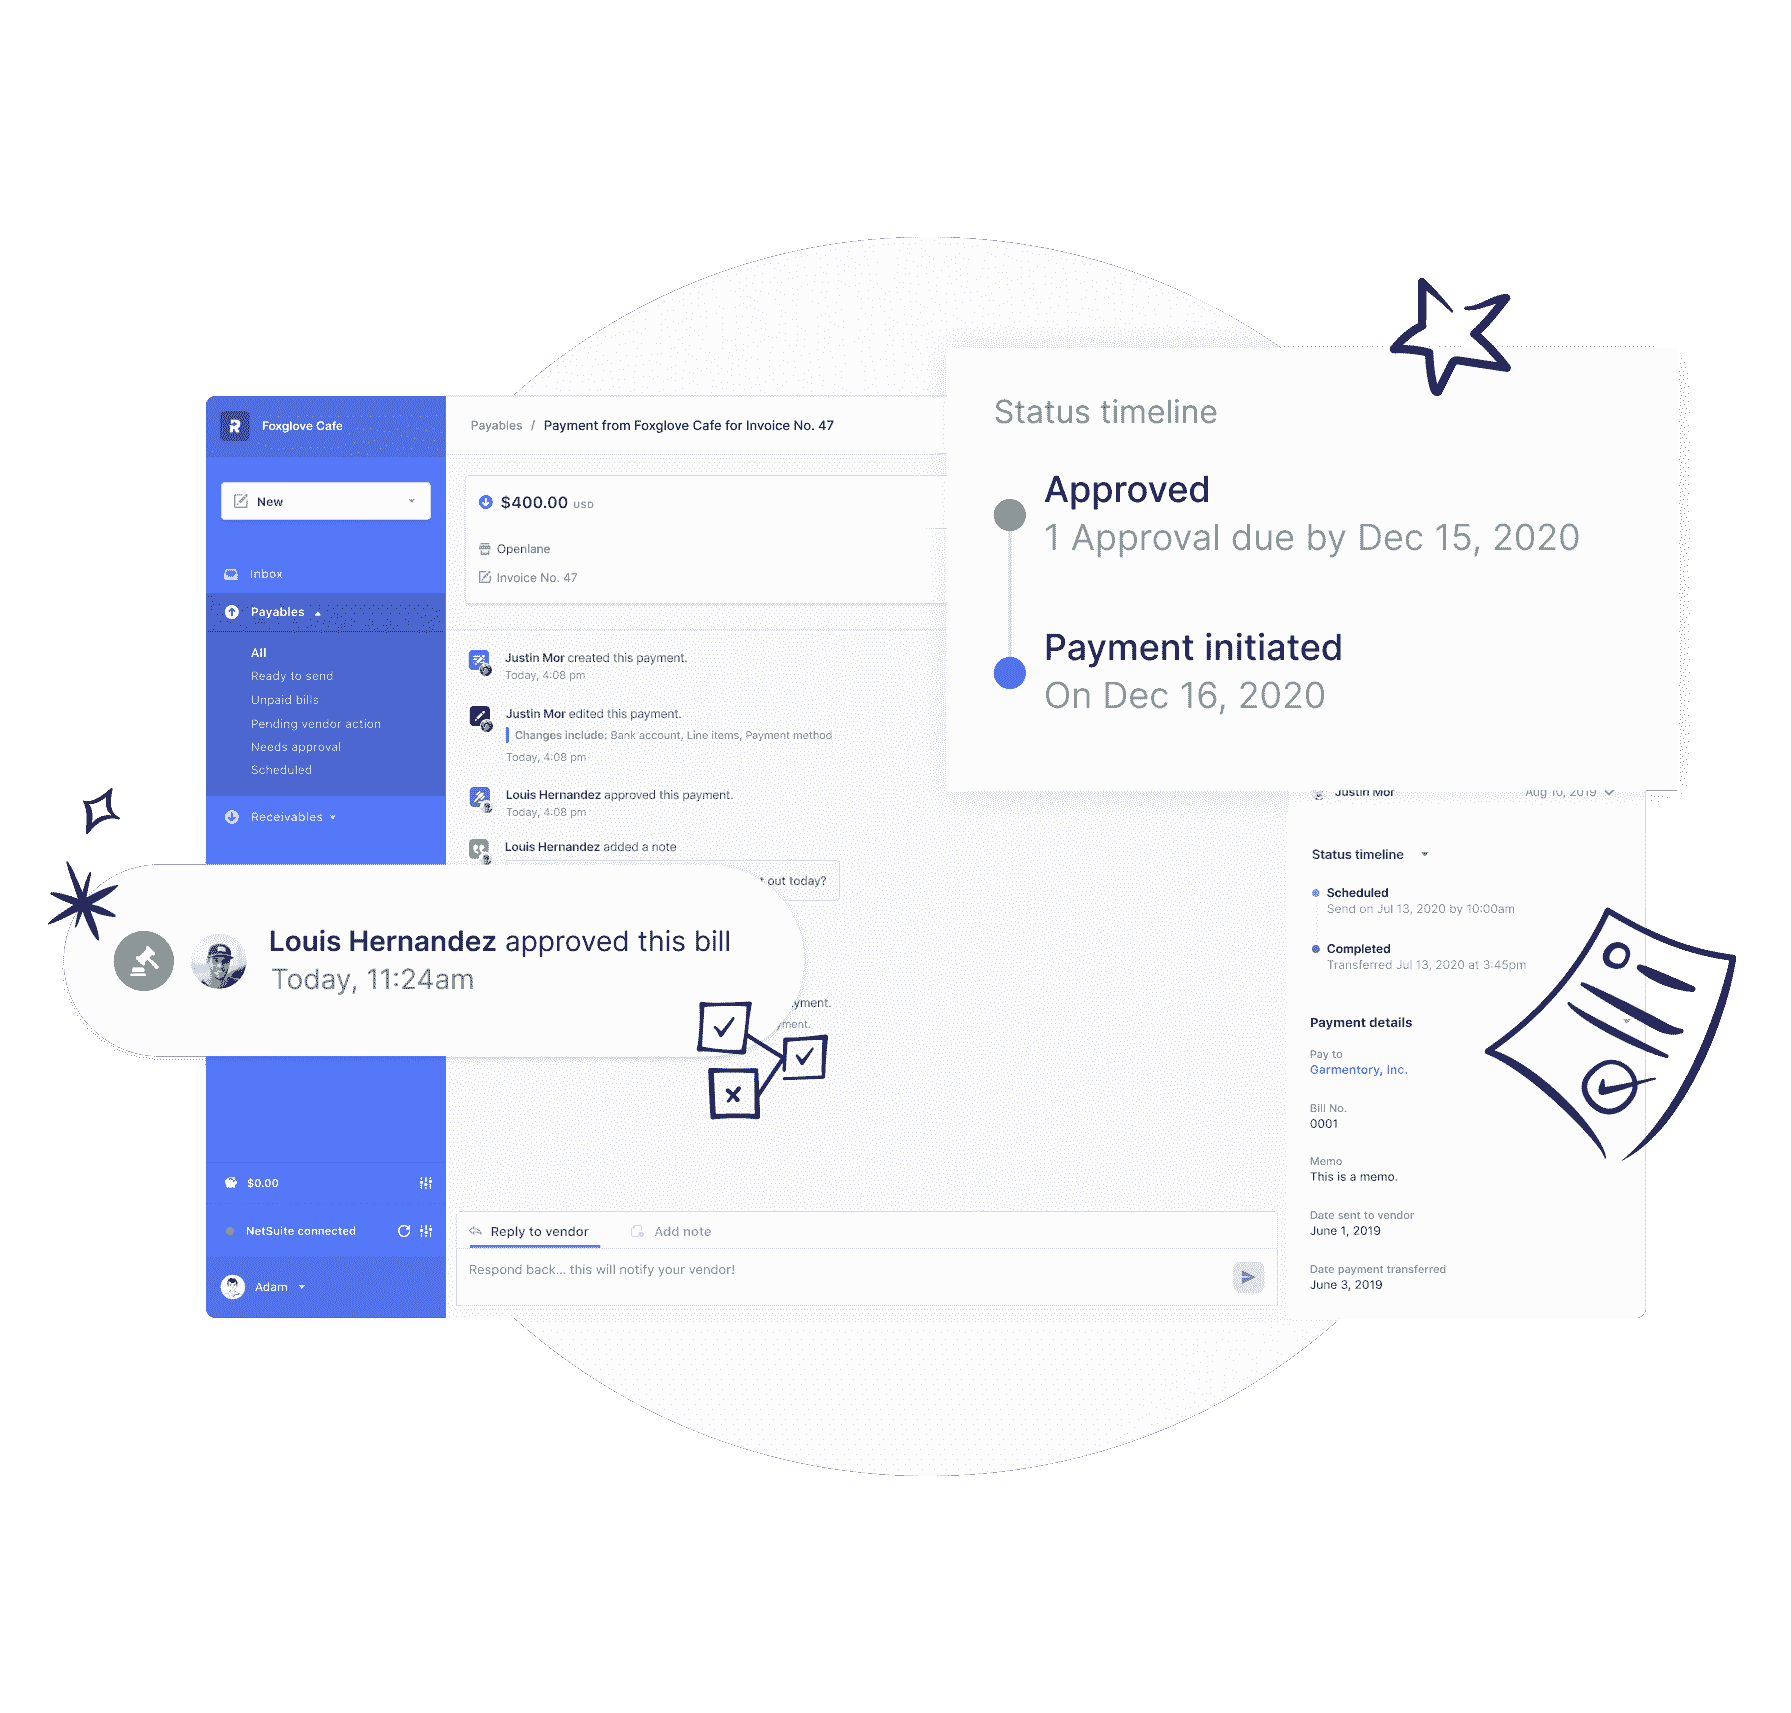 Foxglove Cafe
New
Inbox
Payables
All
Ready to send
Unpaid bills
Pending vendor action
Needs approval
Scheduled
Receivables
$0.00
NetSuite connected
Adam
Payables / Payment from Foxglove Cafe for Invoice No. 47
$400.00 USD
Openlane
Invoice No. 47
Justin Mor created this payment.
Today, 4:08 pm
Justin Mor edited this payment.
Changes include: Bank account, Line items, Payment method
Today, 4:08 pm
Louis Hernandez approved this payment.
Today, 4:08 pm
Louis Hernandez added a note
out today?
Louis Hernandez approved this bill
Today, 11:24am
Reply to vendor
Add note
Respond back... this will notify your vendor!
Status timeline
Approved
1 Approval due by Dec 15, 2020
Payment initiated
On Dec 16, 2020
Justin Mor Aug 10, 2019
Status timeline
Scheduled
Send on Jul 13, 2020 by 10:00am
Completed
Transferred Jul 13, 2020 at 3:45pm
Payment details
Pay to
Garmentory, Inc.
Bill No.
0001
Memo
This is a memo.
Date sent to vendor
June 1, 2019
Date payment transferred
June 3, 2019